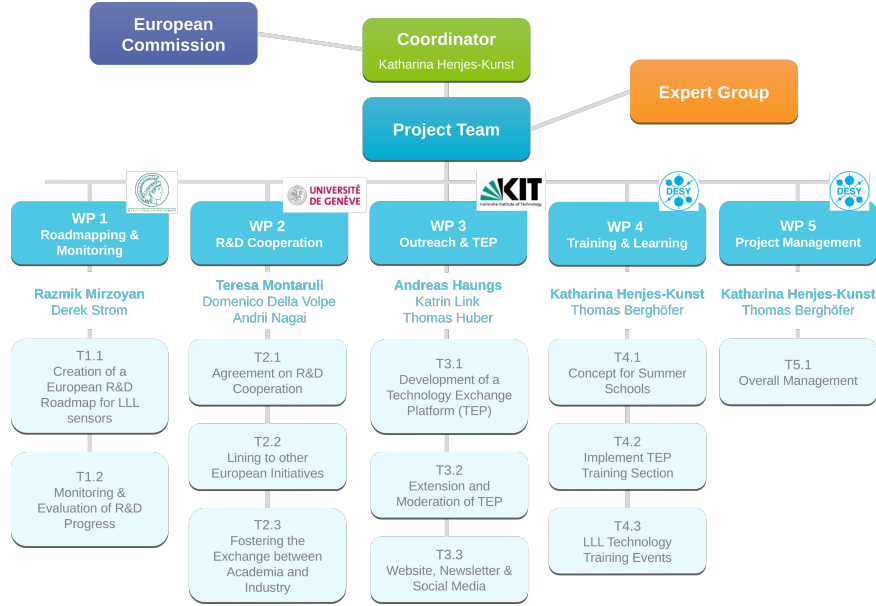 European
Commission
Coordinator
Katharina Henjes-Kunst
Expert Group
Project Team
UNIVERSITÉ
DE GENÈVE
KIT
Karlsruhe Institute of Technology
DESY
DESY
WP 1
Roadmapping &
Monitoring
WP 2
R&D Cooperation
WP 3
Outreach & TEP
WP 4
Training & Learning
WP 5
Project Management
Razmik Mirzoyan
Derek Strom
Teresa Montaruli
Domenico Della Volpe
Andrii Nagai
Andreas Haungs
Katrin Link
Thomas Huber
Katharina Henjes-Kunst
Thomas Berghöfer
Katharina Henjes-Kunst
Thomas Berghöfer
T1.1
Creation of a
European R&D
Roadmap for LLL
sensors
T1.2
Monitoring &
Evaluation of R&D
Progress
T2.1
Agreement on R&D
Cooperation
T2.2
Lining to other
European Initiatives
T2.3
Fostering the
Exchange between
Academia and
Industry
T3.1
Development of a
Technology Exchange
Platform (TEP)
T3.2
Extension and
Moderation of TEP
T3.3
Website, Newsletter &
Social Media
T4.1
Concept for Summer
Schools
T4.2
Implement TEP
Training Section
T4.3
LLL Technology
Training Events
T5.1
Overall Management